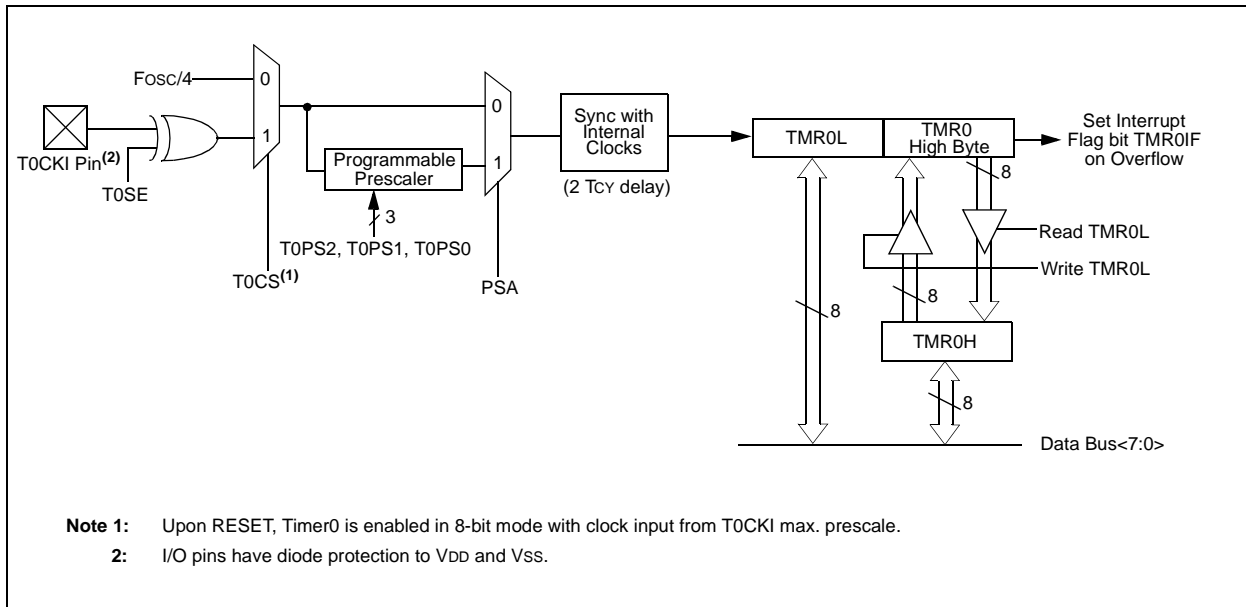 FOSC/4
0
1
T0CKI Pin(2)
T0SE
T0CS(1)
Programmable
Prescaler
3
T0PS2, T0PS1, T0PS0
0
1
PSA
Sync with
Internal
Clocks
(2 TCY delay)
TMR0L
TMR0
High Byte
Set Interrupt
Flag bit TMR0IF
on Overflow
8
Read TMR0L
Write TMR0L
8
8
TMR0H
8
Data Bus<7:0>
Note 1: Upon RESET, Timer0 is enabled in 8-bit mode with clock input from T0CKI max. prescale.
2: I/O pins have diode protection to VDD and VSS.